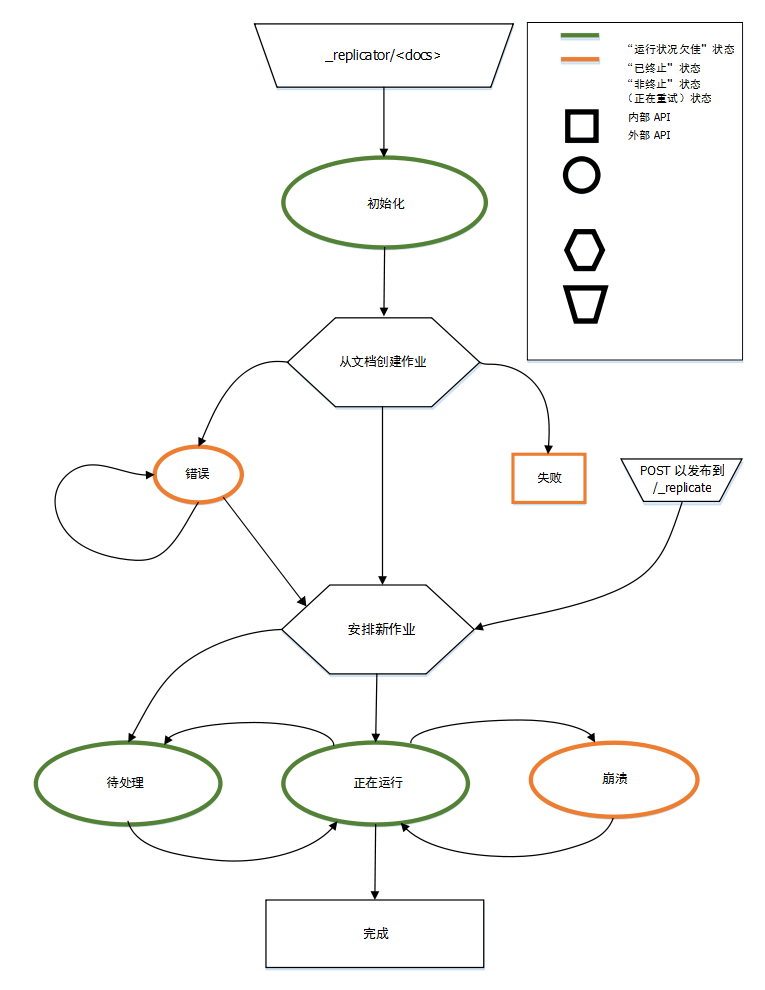 _replicator/<docs>
“运行状况欠佳”状态
“已终止”状态
“非终止”状态
（正在重试）状态
内部 API
外部 API
初始化
从文档创建作业
错误
失败
POST 以发布到
/_replicate
安排新作业
待处理
正在运行
崩溃
完成